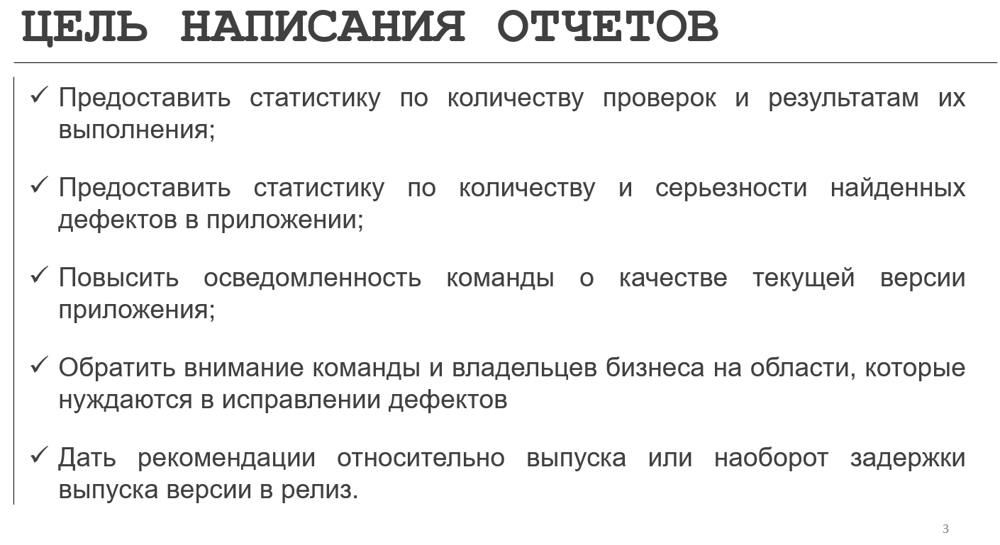 ЦЕЛЬ НАПИСАНИЯ ОТЧЕТОВ
✓ Предоставить статистику по количеству проверок и результатам их
выполнения;
✓ Предоставить статистику по количеству и серьезности найденных
дефектов в приложении;
✓ Повысить осведомленность команды о качестве текущей версии
приложения;
✓ Обратить внимание команды и владельцев бизнеса на области, которые
нуждаются в исправлении дефектов
✓ Дать рекомендации относительно выпуска или наоборот задержки
выпуска версии в релиз.
3